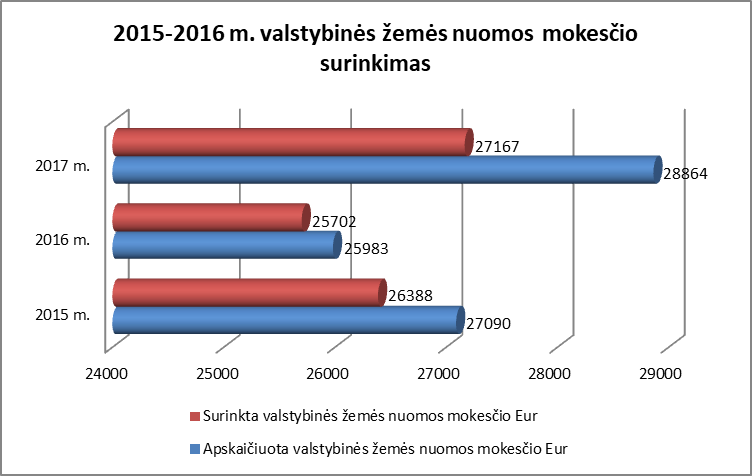 2015-2016 m. valstybinės žemės nuomos mokesčio
surinkimas
27167
2017 m.
28864
25702
2016 m.
25983
26388
2015 m.
27090
24000 25000 26000 27000 28000 29000
Surinkta valstybinės žemės nuomos mokesčio Eur
Apskaičiuota valstybinės žemės nuomos mokesčio Eur